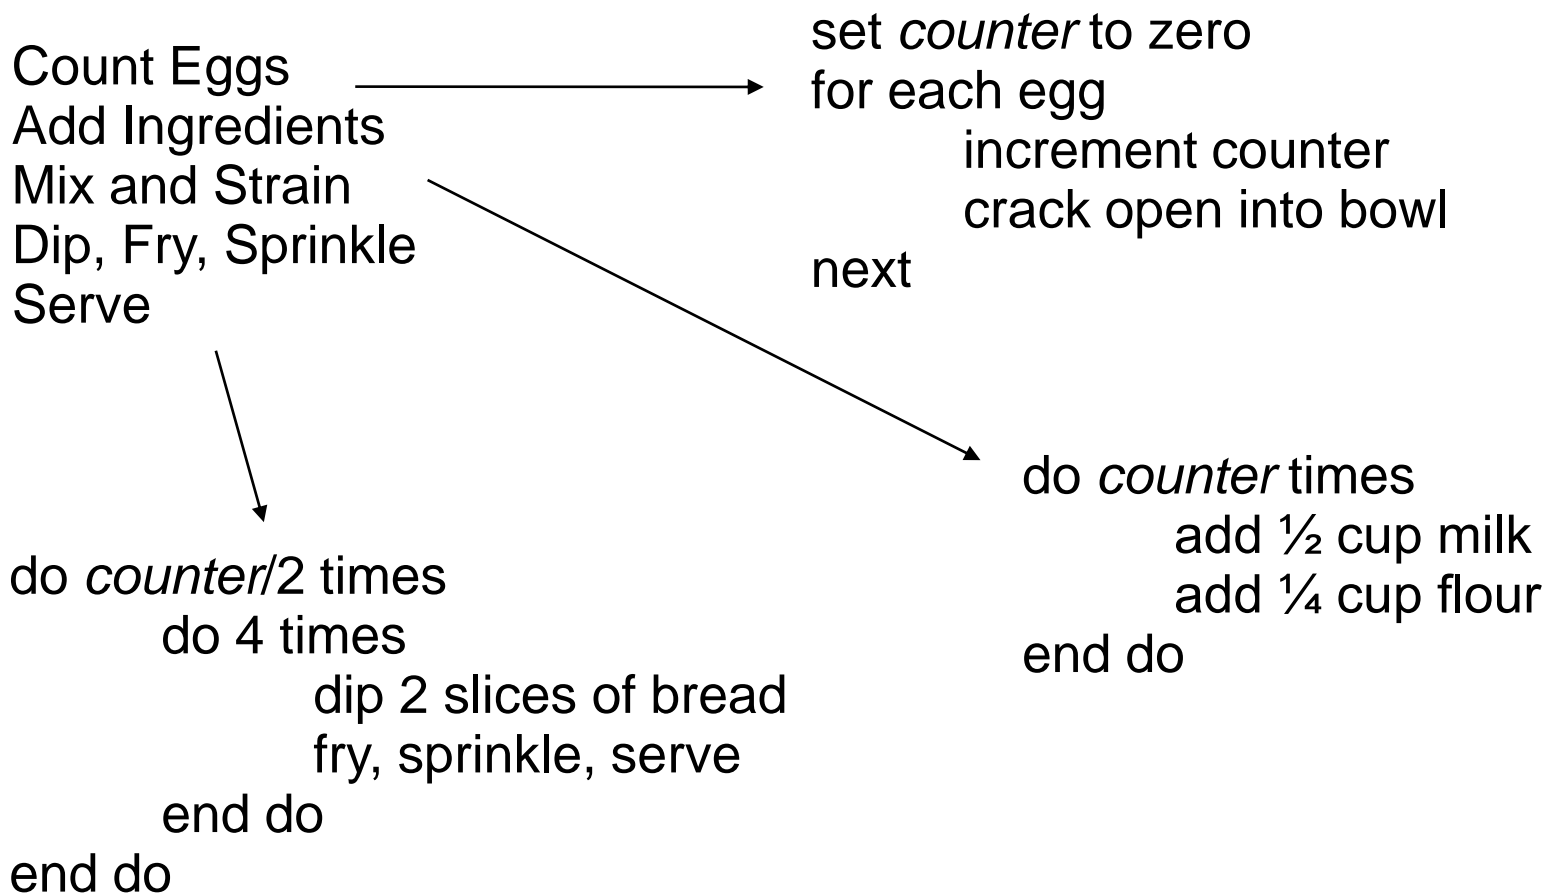 Count Eggs
Add Ingredients
Mix and Strain
Dip, Fry, Sprinkle
Serve
set counter to zero
for each egg
increment counter
crack open into bowl
next
do counter times
add ½ cup milk
add ¼ cup flour
end do
do counter/2 times
do 4 times
dip 2 slices of bread
fry, sprinkle, serve
end do
end do